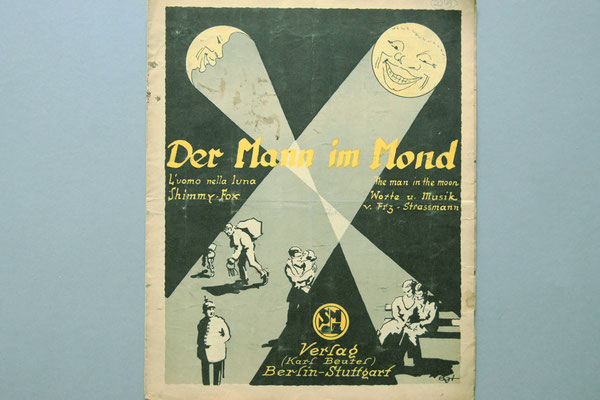 Der Mann im Mond
L'uomo nella luna
Shimmy-Fox
The man in the moon
Worte u. Musik
v. Frz-Strassmann
Verlag
(Karl Beutel)
Berlin-Stuttgart